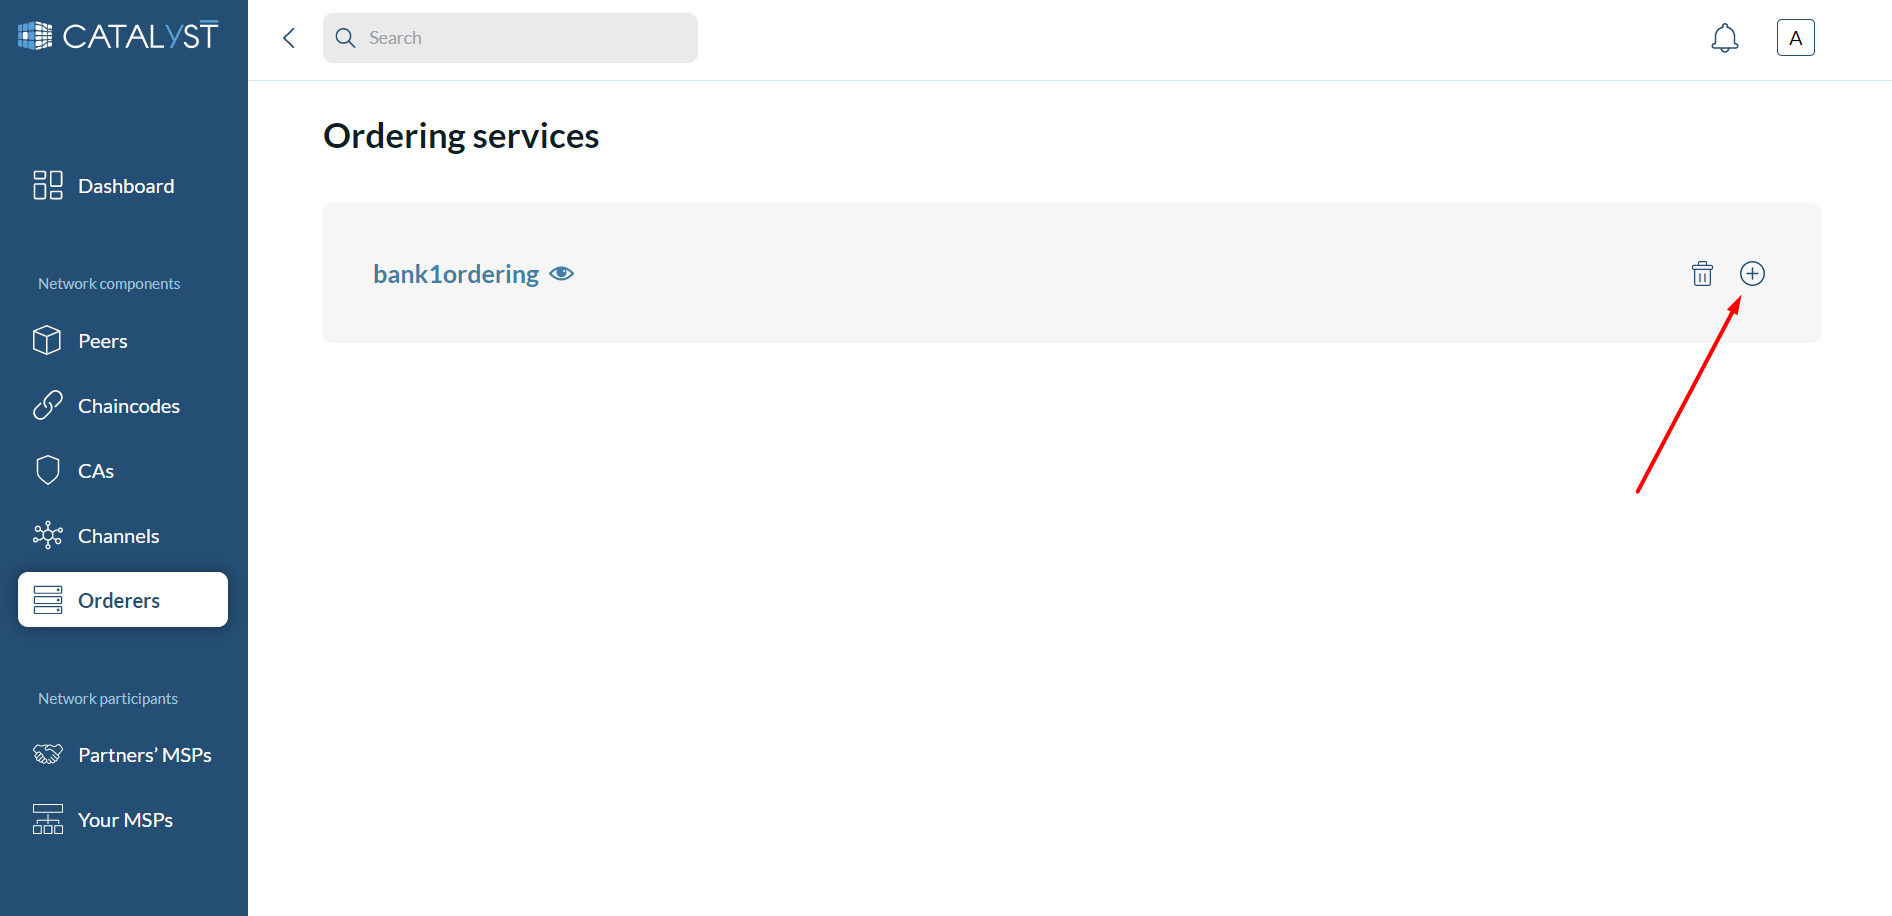 CATALYST
Search
A
Ordering services
Dashboard
bank1ordering
Network components
Peers
Chaincodes
CAs
Channels
Orderers
Network participants
Partners’ MSPs
Your MSPs